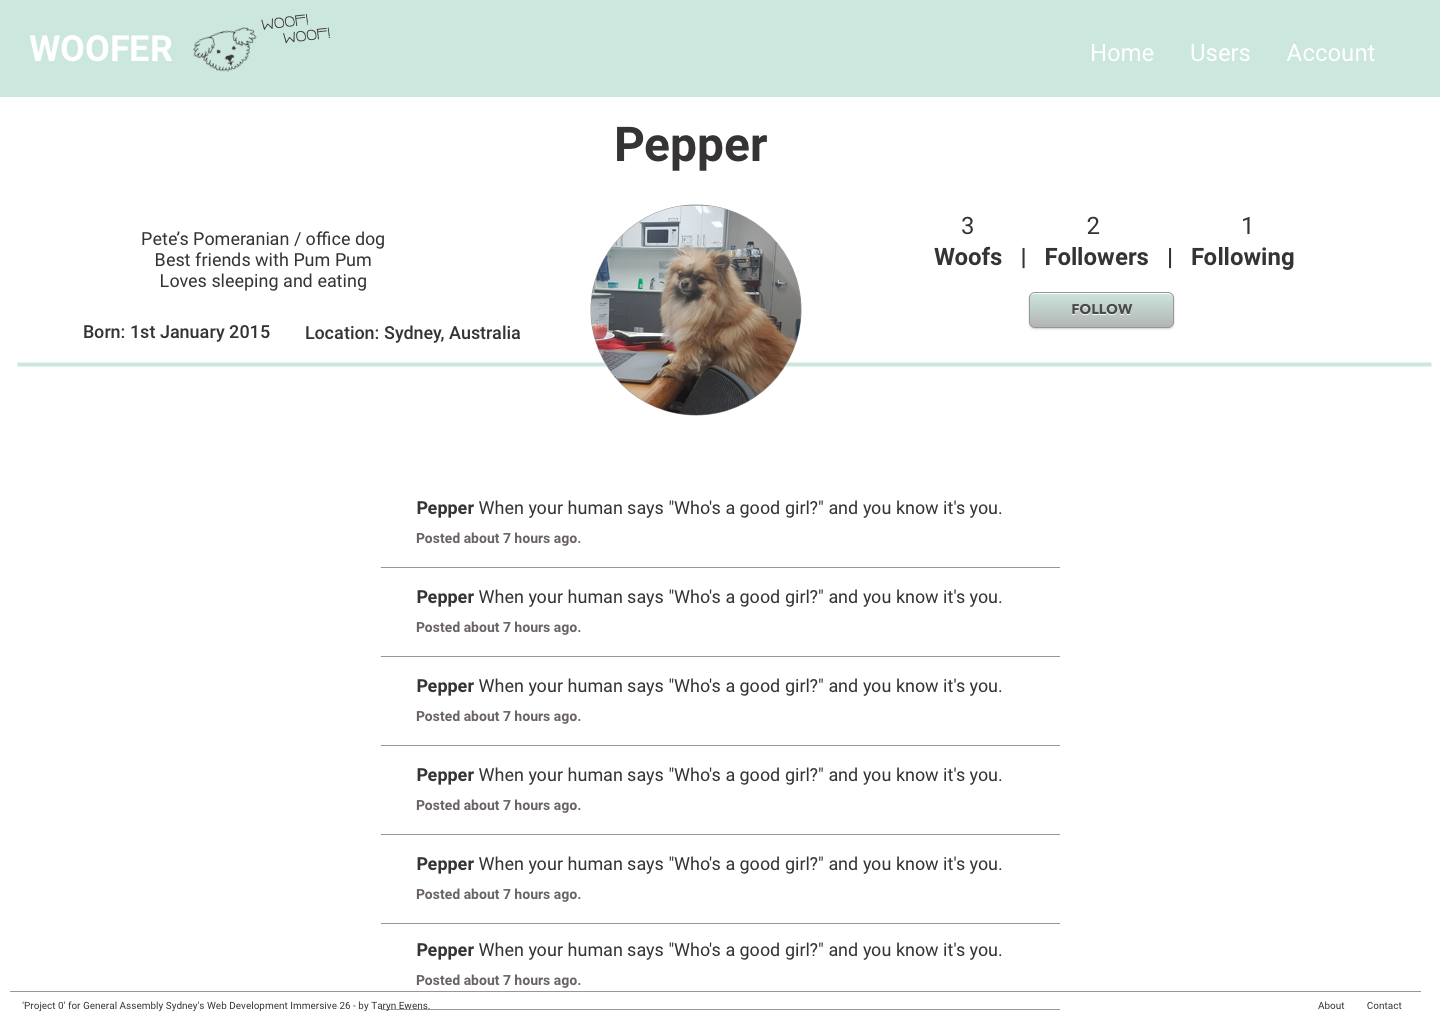 WOOFER
WOOF!
WOOF!
Home Users Account
Pepper
Pete’s Pomeranian / office dog
Best friends with Pum Pum
Loves sleeping and eating
Born: 1st January 2015 Location: Sydney, Australia
3 2 1
Woofs | Followers | Following
FOLLOW
Pepper When your human says "Who's a good girl?" and you know it's you.
Posted about 7 hours ago.
Pepper When your human says "Who's a good girl?" and you know it's you.
Posted about 7 hours ago.
Pepper When your human says "Who's a good girl?" and you know it's you.
Posted about 7 hours ago.
Pepper When your human says "Who's a good girl?" and you know it's you.
Posted about 7 hours ago.
Pepper When your human says "Who's a good girl?" and you know it's you.
Posted about 7 hours ago.
Pepper When your human says "Who's a good girl?" and you know it's you.
Posted about 7 hours ago.
'Project 0' for General Assembly Sydney's Web Development Immersive 26 - by Taryn Ewens. About Contact